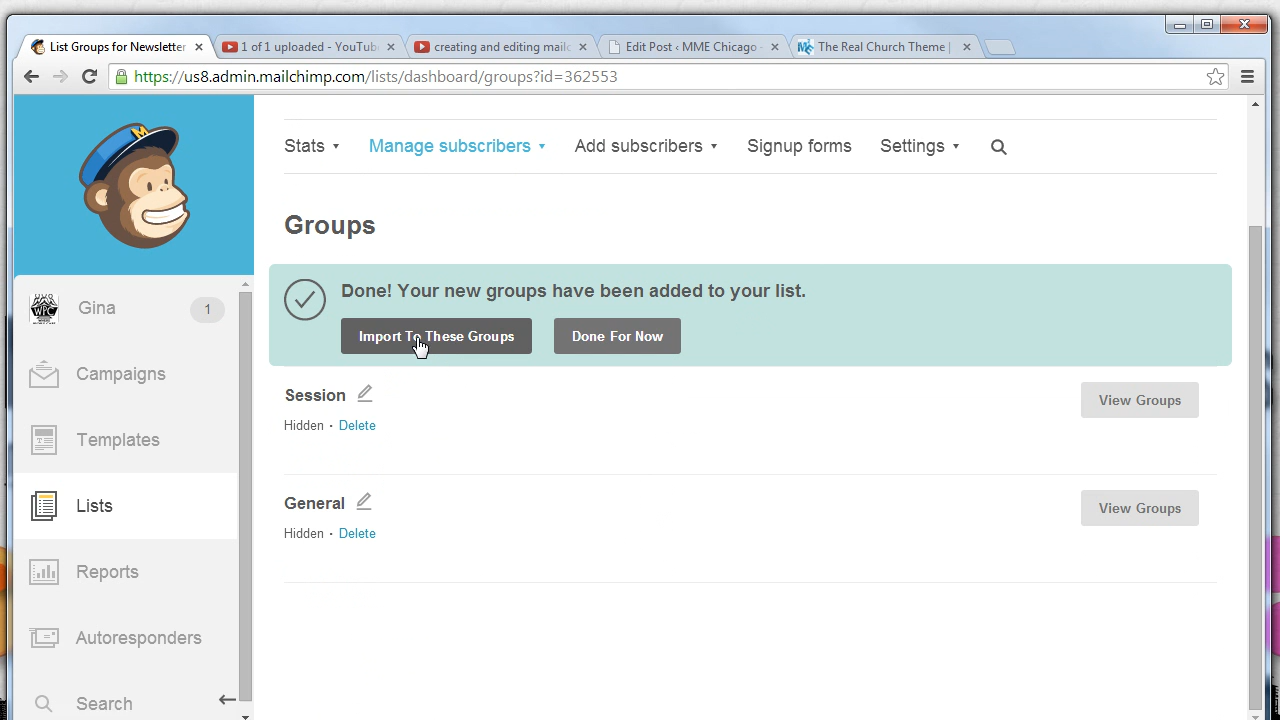 List Groups for Newsletter
1 of 1 uploaded - YouTub
creating and editing mailc
Edit Post ‹ MME Chicago -
The Real Church Theme |
https://us8.admin.mailchimp.com/lists/dashboard/groups?id=362553
Stats
Manage subscribers
Add subscribers
Signup forms
Settings
Groups
Done! Your new groups have been added to your list.
Import To These Groups
Done For Now
Session
View Groups
Hidden · Delete
General
View Groups
Hidden · Delete
M
WPC
Gina
1
Campaigns
Templates
Lists
Reports
Autoresponders
Search